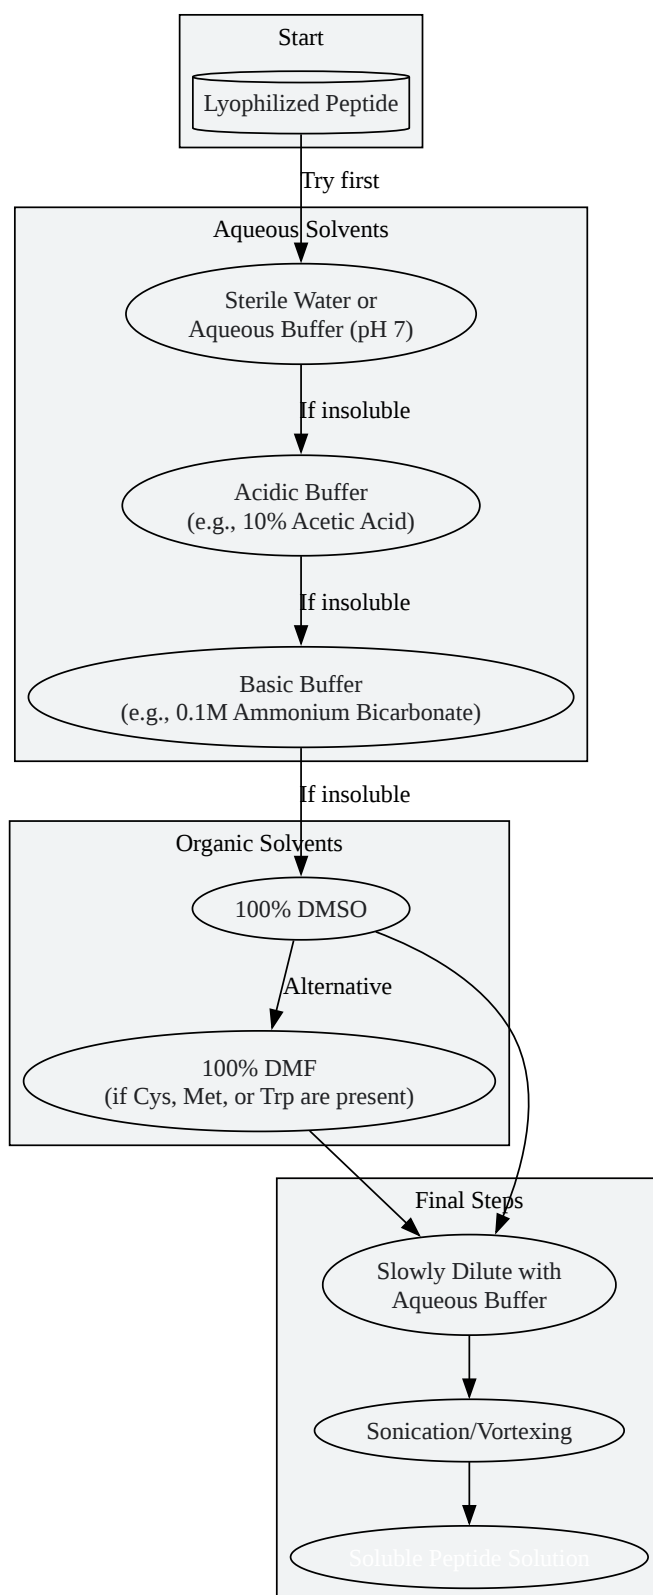 Start
Lyophilized Peptide
Try first
Aqueous Solvents
Sterile Water or
Aqueous Buffer (pH 7)
If insoluble
Acidic Buffer
(e.g., 10% Acetic Acid)
If insoluble
Basic Buffer
(e.g., 0.1M Ammonium Bicarbonate)
If insoluble
Organic Solvents
100% DMSO
Alternative
100% DMF
(if Cys, Met, or Trp are present)
Final Steps
Slowly Dilute with
Aqueous Buffer
Sonication/Vortexing
Soluble Peptide Solution